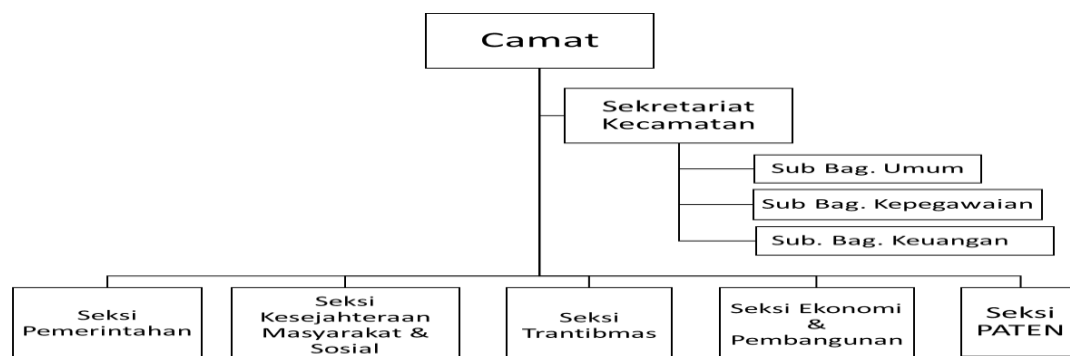 Camat
Sekretariat
Kecamatan
Sub Bag. Umum
Sub Bag. Kepegawaian
Sub. Bag. Keuangan
Seksi
Pemerintahan
Seksi
Kesejahteraan
Masyarakat &
Sosial
Seksi
Trantibmas
Seksi Ekonomi
&
Pembangunan
Seksi
PATEN